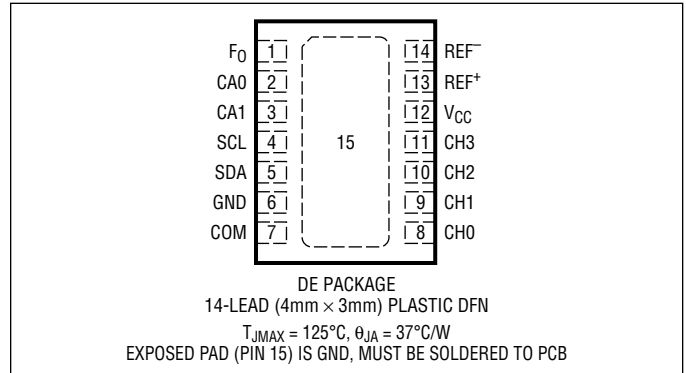 F₀ 1 14 REF⁻
CA0 2 13 REF⁺
CA1 3 12 VCC
SCL 4 15 11 CH3
SDA 5 10 CH2
GND 6 9 CH1
COM 7 8 CH0
DE PACKAGE
14-LEAD (4mm × 3mm) PLASTIC DFN
TJMAX = 125°C, θJA = 37°C/W
EXPOSED PAD (PIN 15) IS GND, MUST BE SOLDERED TO PCB